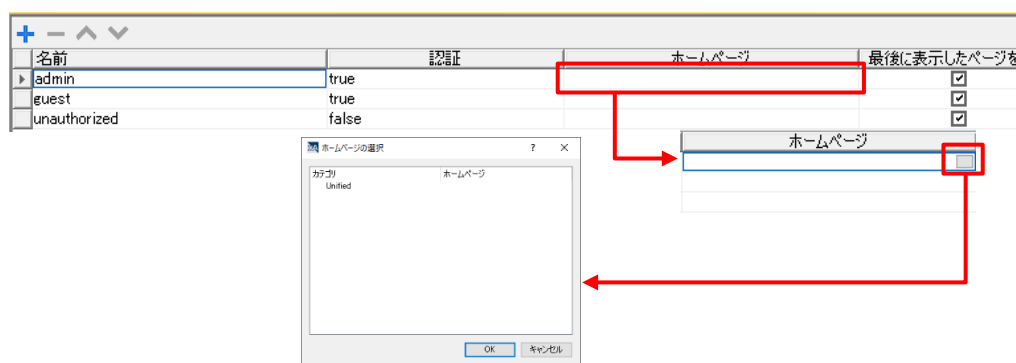 名前 認証 ホームページ 最後に表示したページを
admin true
guest true
unauthorized false
ホームページ
ホームページの選択 ? ×
カテゴリ ホームページ
Unified
OK キャンセル